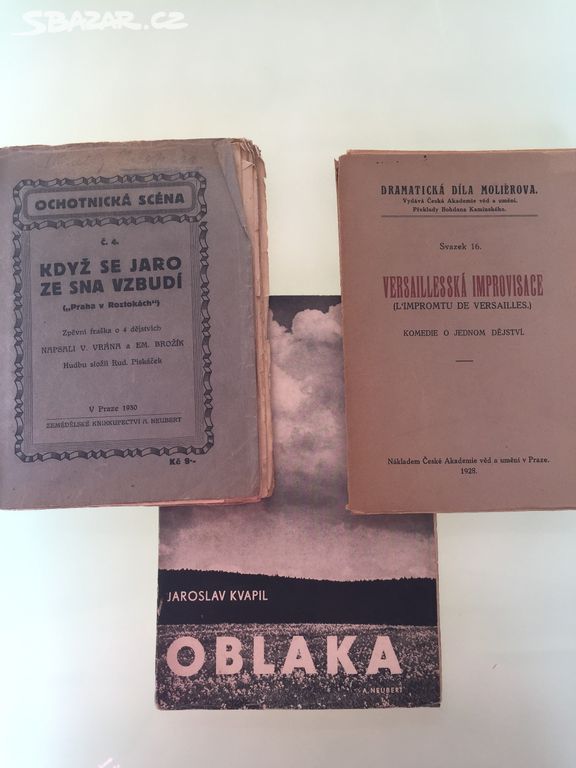 SBAZAR.CZ
OCHOTNICKÁ SCÉNA
Č. 4.
KDYŽ SE JARO
ZE SNA VZBUDÍ
(„Praha v Roztokách“)
Zpěvní fraška o 4 dějstvích
NAPSALI V. VRÁNA a EM. BROŽÍK
Hudbu složil Rud. Piskáček
V Praze 1930
ZEMĚDĚLSKÉ KNIHKUPECTVÍ A. NEUBERT
Kč 9·-
DRAMATICKÁ DÍLA MOLIÈROVA.
Vydává Česká Akademie věd a umění.
Překlady Bohdana Kaminského.
Svazek 16.
VERSAILLESSKÁ IMPROVISACE
(L'IMPROMTU DE VERSAILLES.)
KOMEDIE O JEDNOM DĚJSTVÍ.
Nákladem České Akademie věd a umění v Praze.
1928.
JAROSLAV KVAPIL
OBLAKA
A. NEUBERT